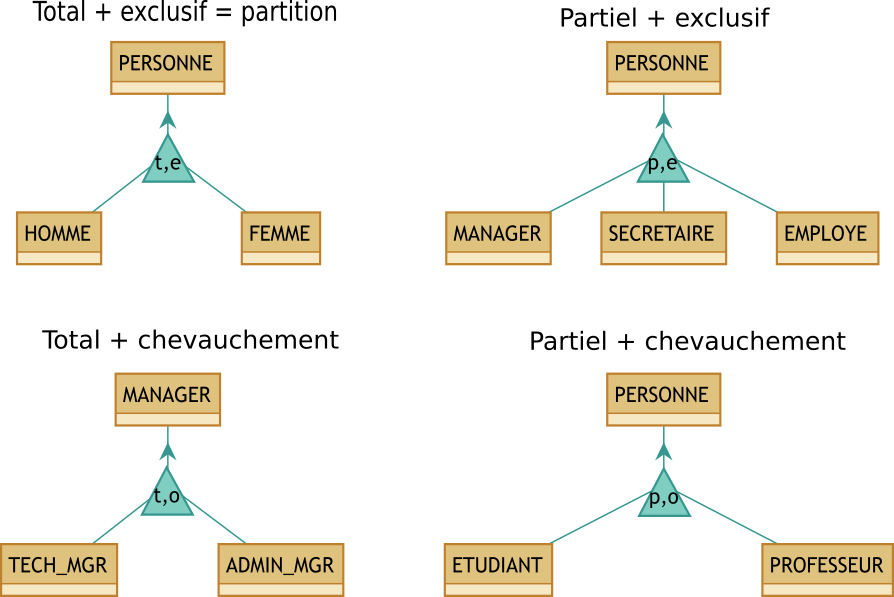 Total + exclusif = partition
PERSONNE
t,e
HOMME
FEMME
Partiel + exclusif
PERSONNE
p,e
MANAGER
SECRETAIRE
EMPLOYE
Total + chevauchement
MANAGER
t,o
TECH_MGR
ADMIN_MGR
Partiel + chevauchement
PERSONNE
p,o
ETUDIANT
PROFESSEUR